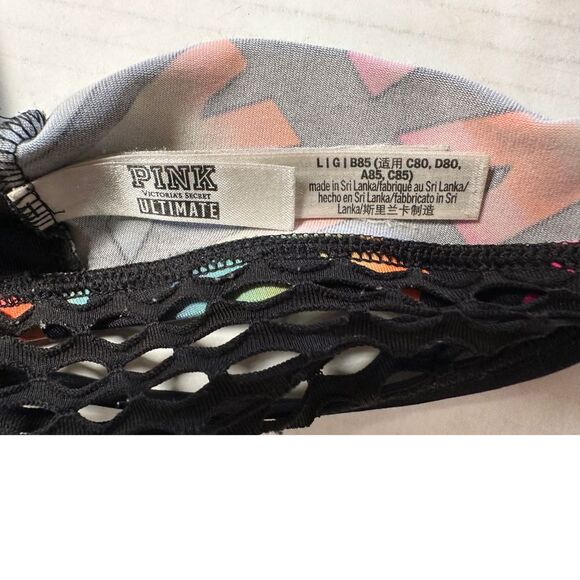 PINK
VICTORIA'S SECRET
ULTIMATE
L | G | B85 (适用 C80, D80,
A85, C85)
made in Sri Lanka/fabriqué au Sri Lanka/
hecho en Sri Lanka/fabbricato in Sri
Lanka/斯里兰卡制造